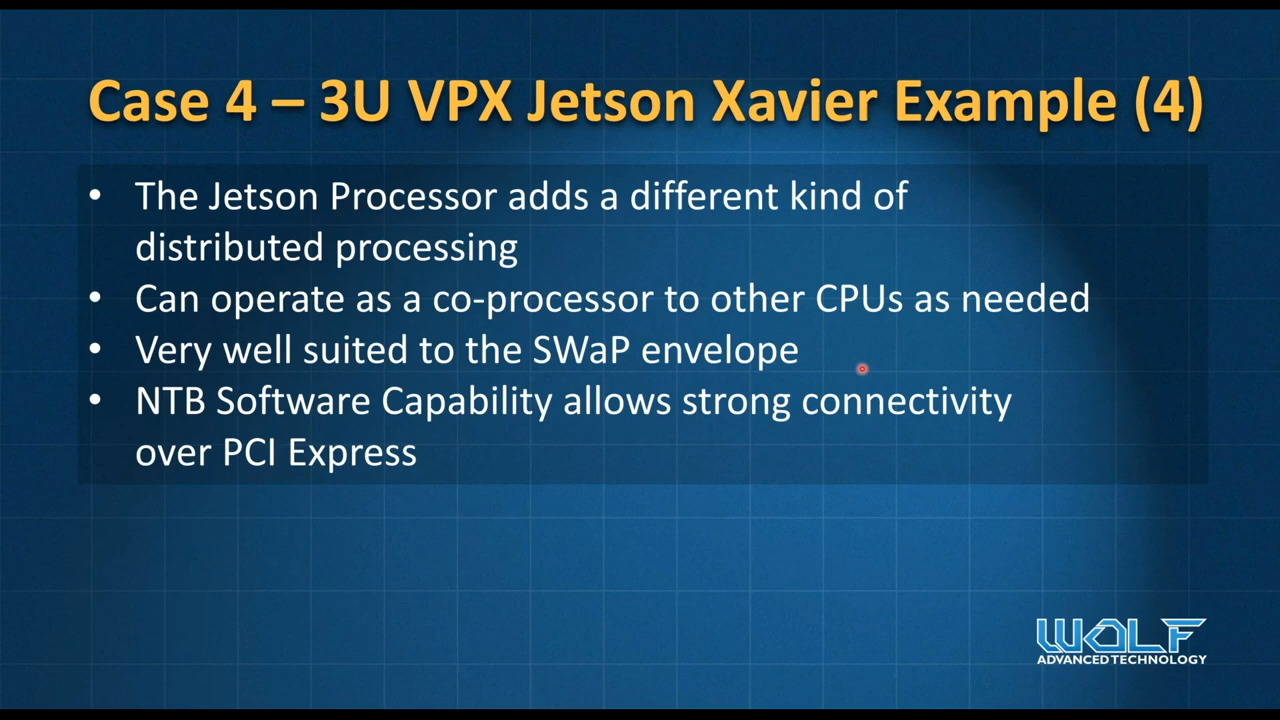 Case 4 – 3U VPX Jetson Xavier Example (4)
• The Jetson Processor adds a different kind of
distributed processing
• Can operate as a co-processor to other CPUs as needed
• Very well suited to the SWaP envelope
• NTB Software Capability allows strong connectivity
over PCI Express
WOLF
ADVANCED TECHNOLOGY